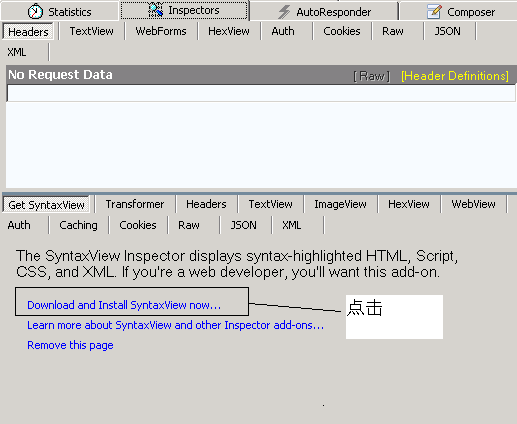 Statistics Inspectors AutoResponder Composer
Headers TextView WebForms HexView Auth Cookies Raw JSON
XML
No Request Data [ Raw ] [Header Definitions]
Get SyntaxView Transformer Headers TextView ImageView HexView WebView
Auth Caching Cookies Raw JSON XML
The SyntaxView Inspector displays syntax-highlighted HTML, Script,
CSS, and XML. If you're a web developer, you'll want this add-on.
Download and Install SyntaxView now... 点击
Learn more about SyntaxView and other Inspector add-ons...
Remove this page